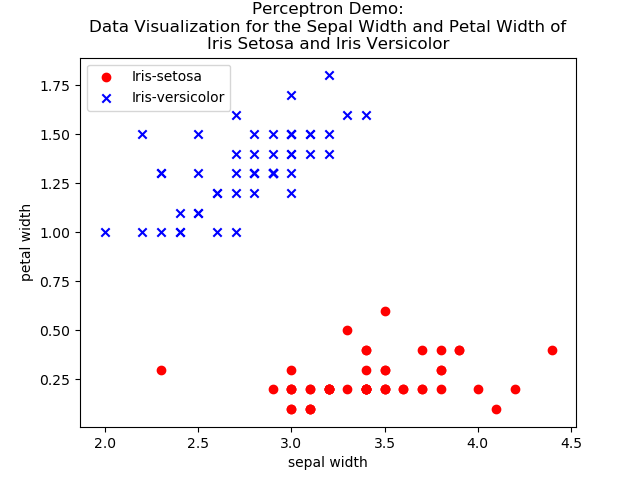 Perceptron Demo:
Data Visualization for the Sepal Width and Petal Width of
Iris Setosa and Iris Versicolor
Iris-setosa
Iris-versicolor
1.75
1.50
1.25
1.00
0.75
0.50
0.25
petal width
2.0 2.5 3.0 3.5 4.0 4.5
sepal width